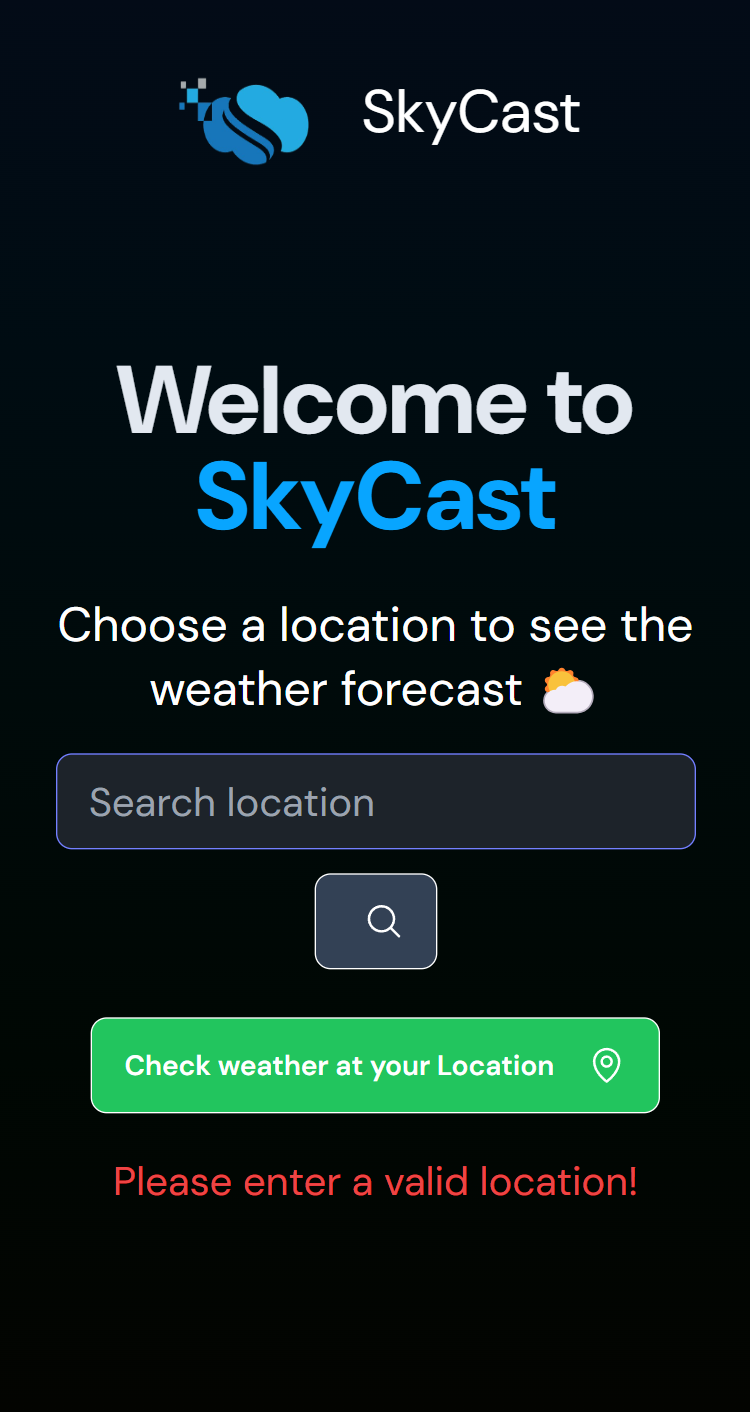 SkyCast
Welcome to
SkyCast
Choose a location to see the
weather forecast 🌤️
Search location
Check weather at your Location
Please enter a valid location!